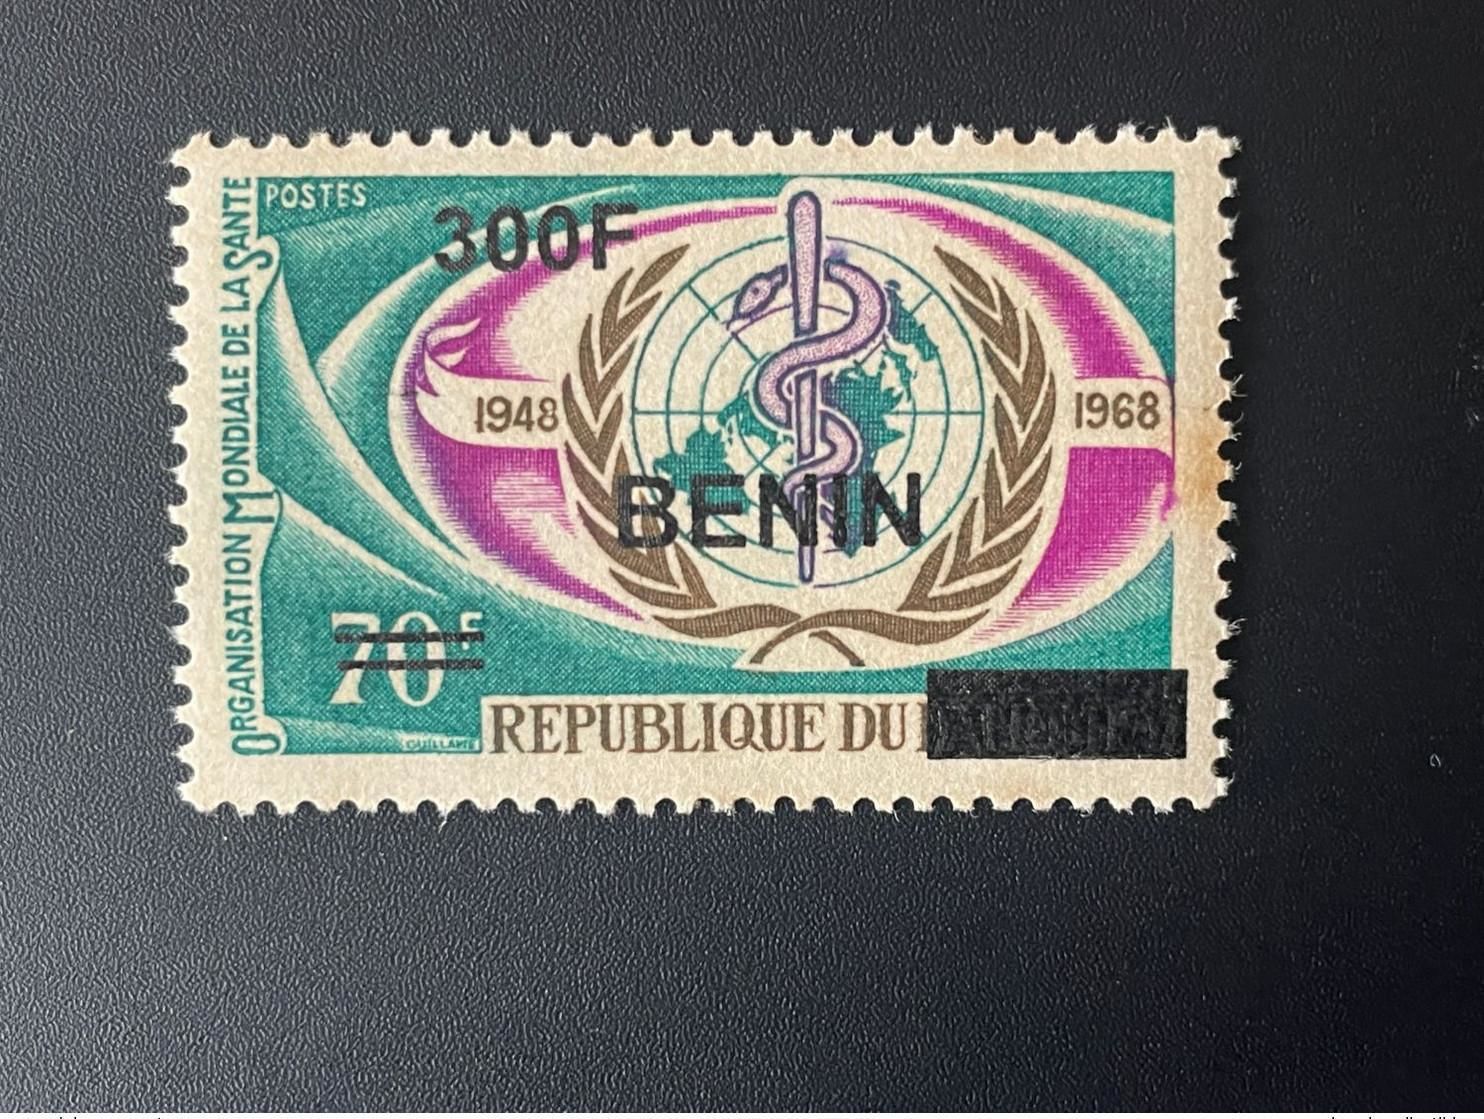 POSTES
ORGANISATION MONDIALE DE LA SANTE
300F
1948
1968
BENIN
70F
REPUBLIQUE DU